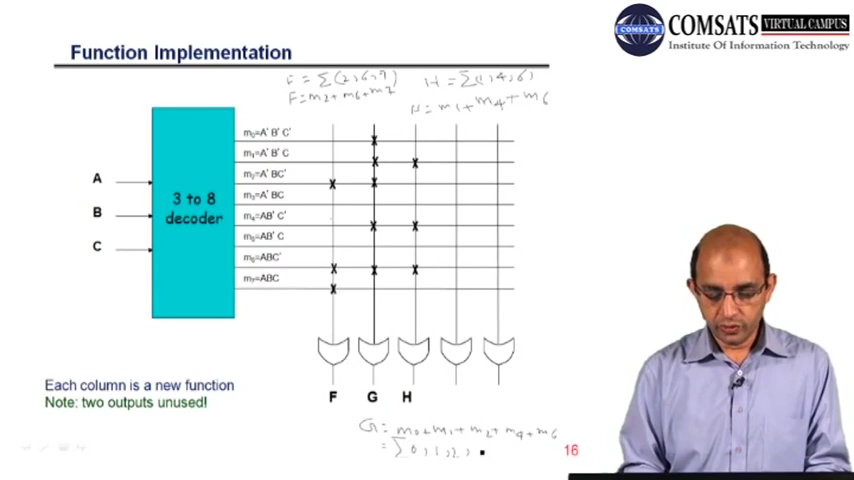 COMSATS VIRTUAL CAMPUS
COMSATS
Institute Of Information Technology
Function Implementation
F = Σ(2,6,7)
F=m2+m6+m7
H = Σ(1,4,6)
H = m1+m4+m6
m0=A' B' C'
m1=A' B' C
m2=A' BC'
m3=A' BC
m4=AB' C'
m5=AB' C
m6=ABC'
m7=ABC
A
B
C
3 to 8
decoder
F G H
Each column is a new function
Note: two outputs unused!
G = m0+m1+m2+m4+m6
= Σ0,1,2,
16